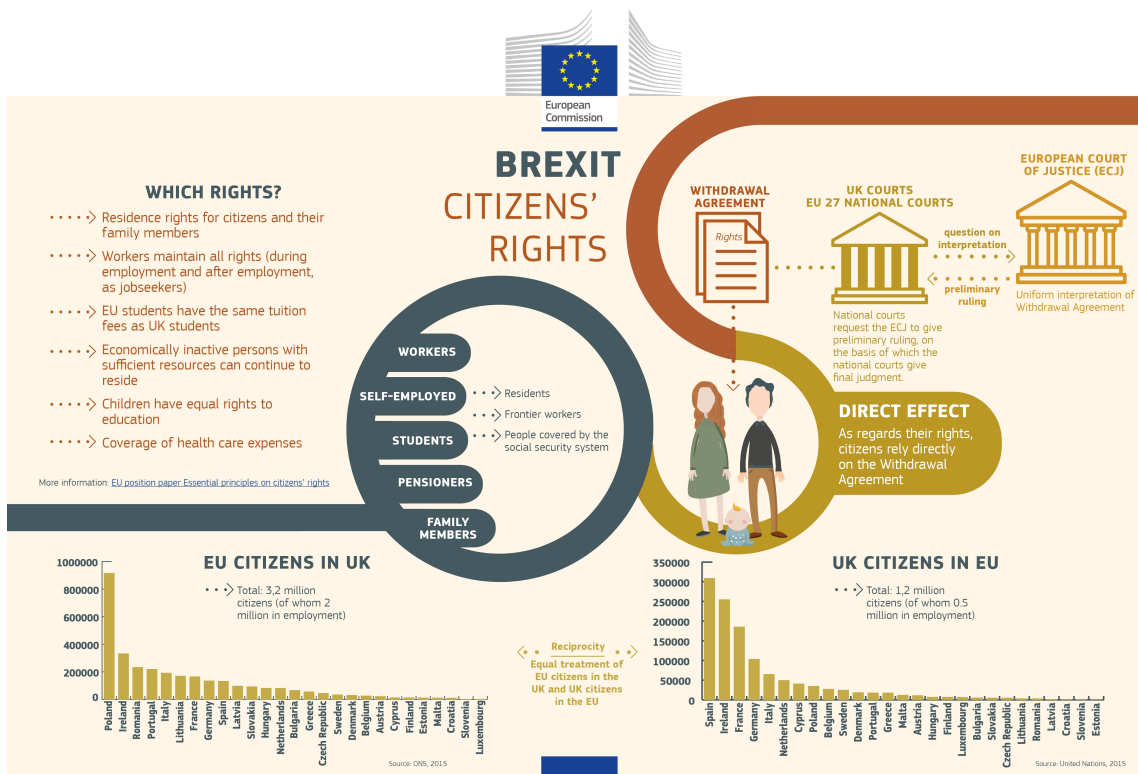 European
Commission
BREXIT
CITIZENS’
RIGHTS
WHICH RIGHTS?
Residence rights for citizens and their
family members
Workers maintain all rights (during
employment and after employment,
as jobseekers)
EU students have the same tuition
fees as UK students
Economically inactive persons with
sufficient resources can continue to
reside
Children have equal rights to
education
Coverage of health care expenses
More information: EU position paper Essential principles on citizens' rights
WORKERS
SELF-EMPLOYED
STUDENTS
PENSIONERS
FAMILY
MEMBERS
Residents
Frontier workers
People covered by the
social security system
WITHDRAWAL
AGREEMENT
Rights
UK COURTS
EU 27 NATIONAL COURTS
National courts
request the ECJ to give
preliminary ruling, on
the basis of which the
national courts give
final judgment.
question on
interpretation
preliminary
ruling
EUROPEAN COURT
OF JUSTICE (ECJ)
Uniform interpretation of
Withdrawal Agreement
DIRECT EFFECT
As regards their rights,
citizens rely directly
on the Withdrawal
Agreement
EU CITIZENS IN UK
Total: 3,2 million
citizens (of whom 2
million in employment)
1000000
800000
600000
400000
200000
0
Poland
Ireland
Romania
Portugal
Italy
Lithuania
France
Germany
Spain
Latvia
Slovakia
Hungary
Netherlands
Bulgaria
Greece
Czech Republic
Sweden
Denmark
Belgium
Austria
Cyprus
Finland
Estonia
Malta
Croatia
Slovenia
Luxembourg
Source: ONS, 2015
Reciprocity
Equal treatment of
EU citizens in the
UK and UK citizens
in the EU
UK CITIZENS IN EU
Total: 1,2 million
citizens (of whom 0.5
million in employment)
350000
300000
250000
200000
150000
100000
50000
0
Spain
Ireland
France
Germany
Italy
Netherlands
Cyprus
Poland
Belgium
Sweden
Denmark
Portugal
Greece
Malta
Austria
Hungary
Finland
Luxembourg
Bulgaria
Slovakia
Czech Republic
Lithuania
Romania
Latvia
Croatia
Slovenia
Estonia
Source: United Nations, 2015